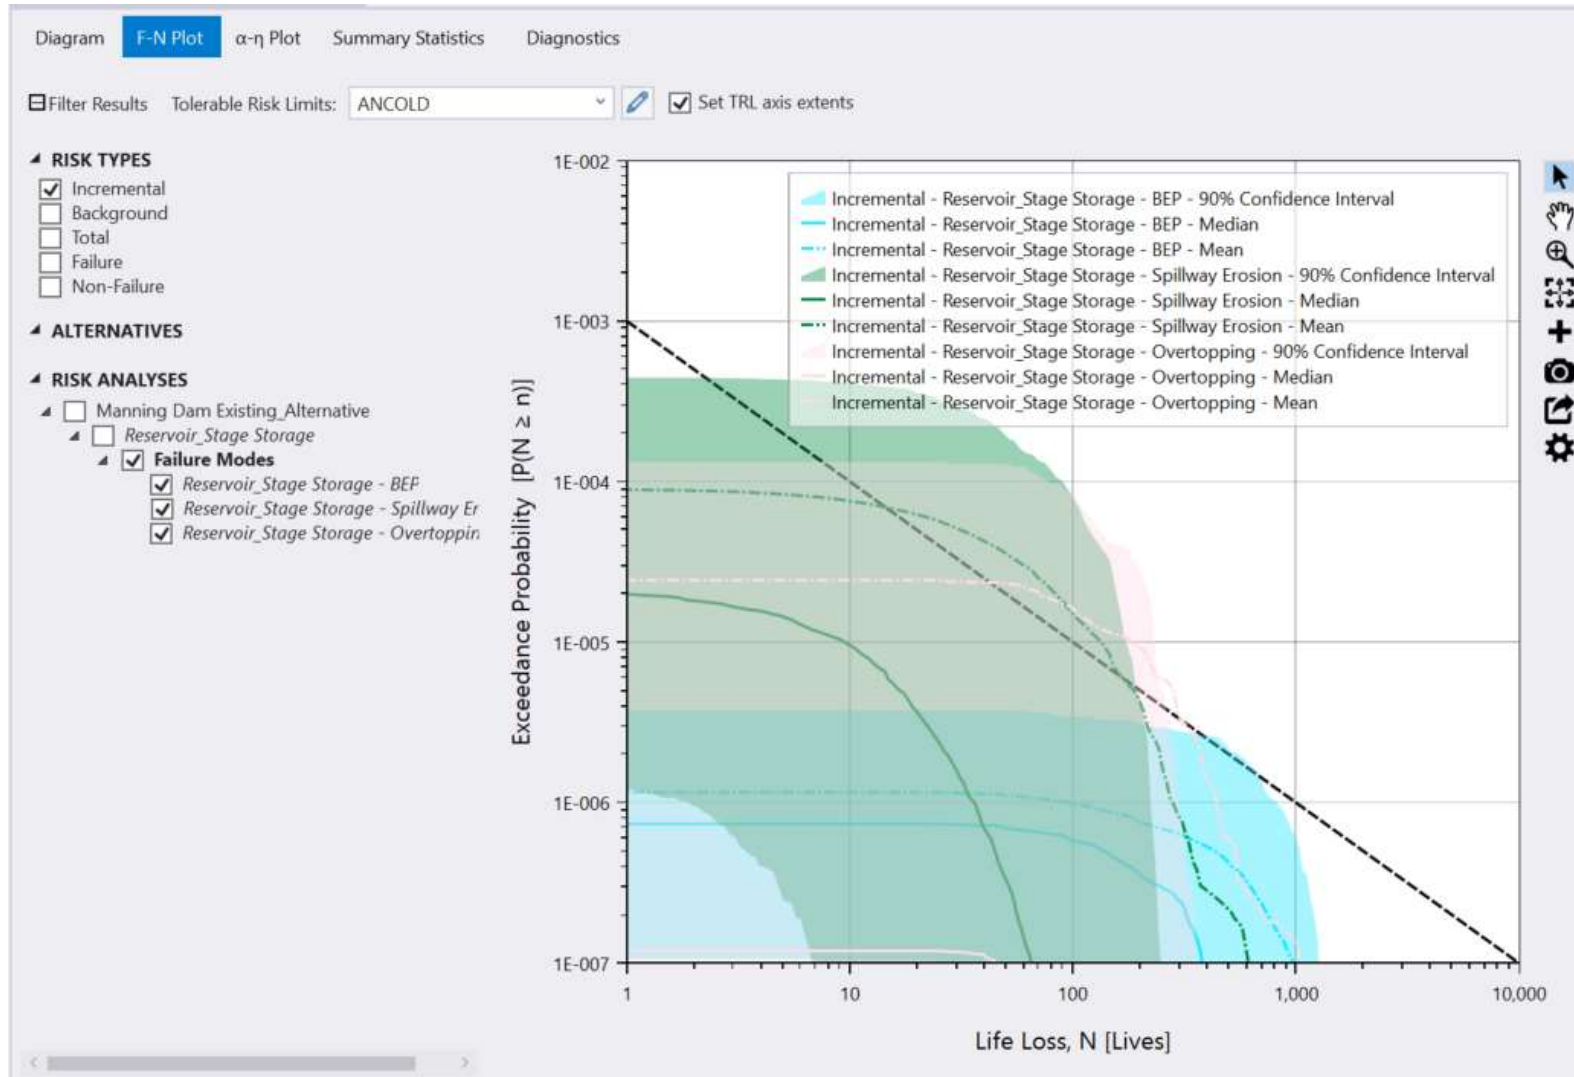 Diagram F-N Plot α-η Plot Summary Statistics Diagnostics
Filter Results Tolerable Risk Limits: ANCOLD Set TRL axis extents
RISK TYPES
Incremental
Background
Total
Failure
Non-Failure
ALTERNATIVES
RISK ANALYSES
Manning Dam Existing_Alternative
Reservoir_Stage Storage
Failure Modes
Reservoir_Stage Storage - BEP
Reservoir_Stage Storage - Spillway Er
Reservoir_Stage Storage - Overtoppin
Exceedance Probability [P(N ≥ n)]
1E-002
1E-003
1E-004
1E-005
1E-006
1E-007
Incremental - Reservoir_Stage Storage - BEP - 90% Confidence Interval
Incremental - Reservoir_Stage Storage - BEP - Median
Incremental - Reservoir_Stage Storage - BEP - Mean
Incremental - Reservoir_Stage Storage - Spillway Erosion - 90% Confidence Interval
Incremental - Reservoir_Stage Storage - Spillway Erosion - Median
Incremental - Reservoir_Stage Storage - Spillway Erosion - Mean
Incremental - Reservoir_Stage Storage - Overtopping - 90% Confidence Interval
Incremental - Reservoir_Stage Storage - Overtopping - Median
Incremental - Reservoir_Stage Storage - Overtopping - Mean
1 10 100 1,000 10,000
Life Loss, N [Lives]